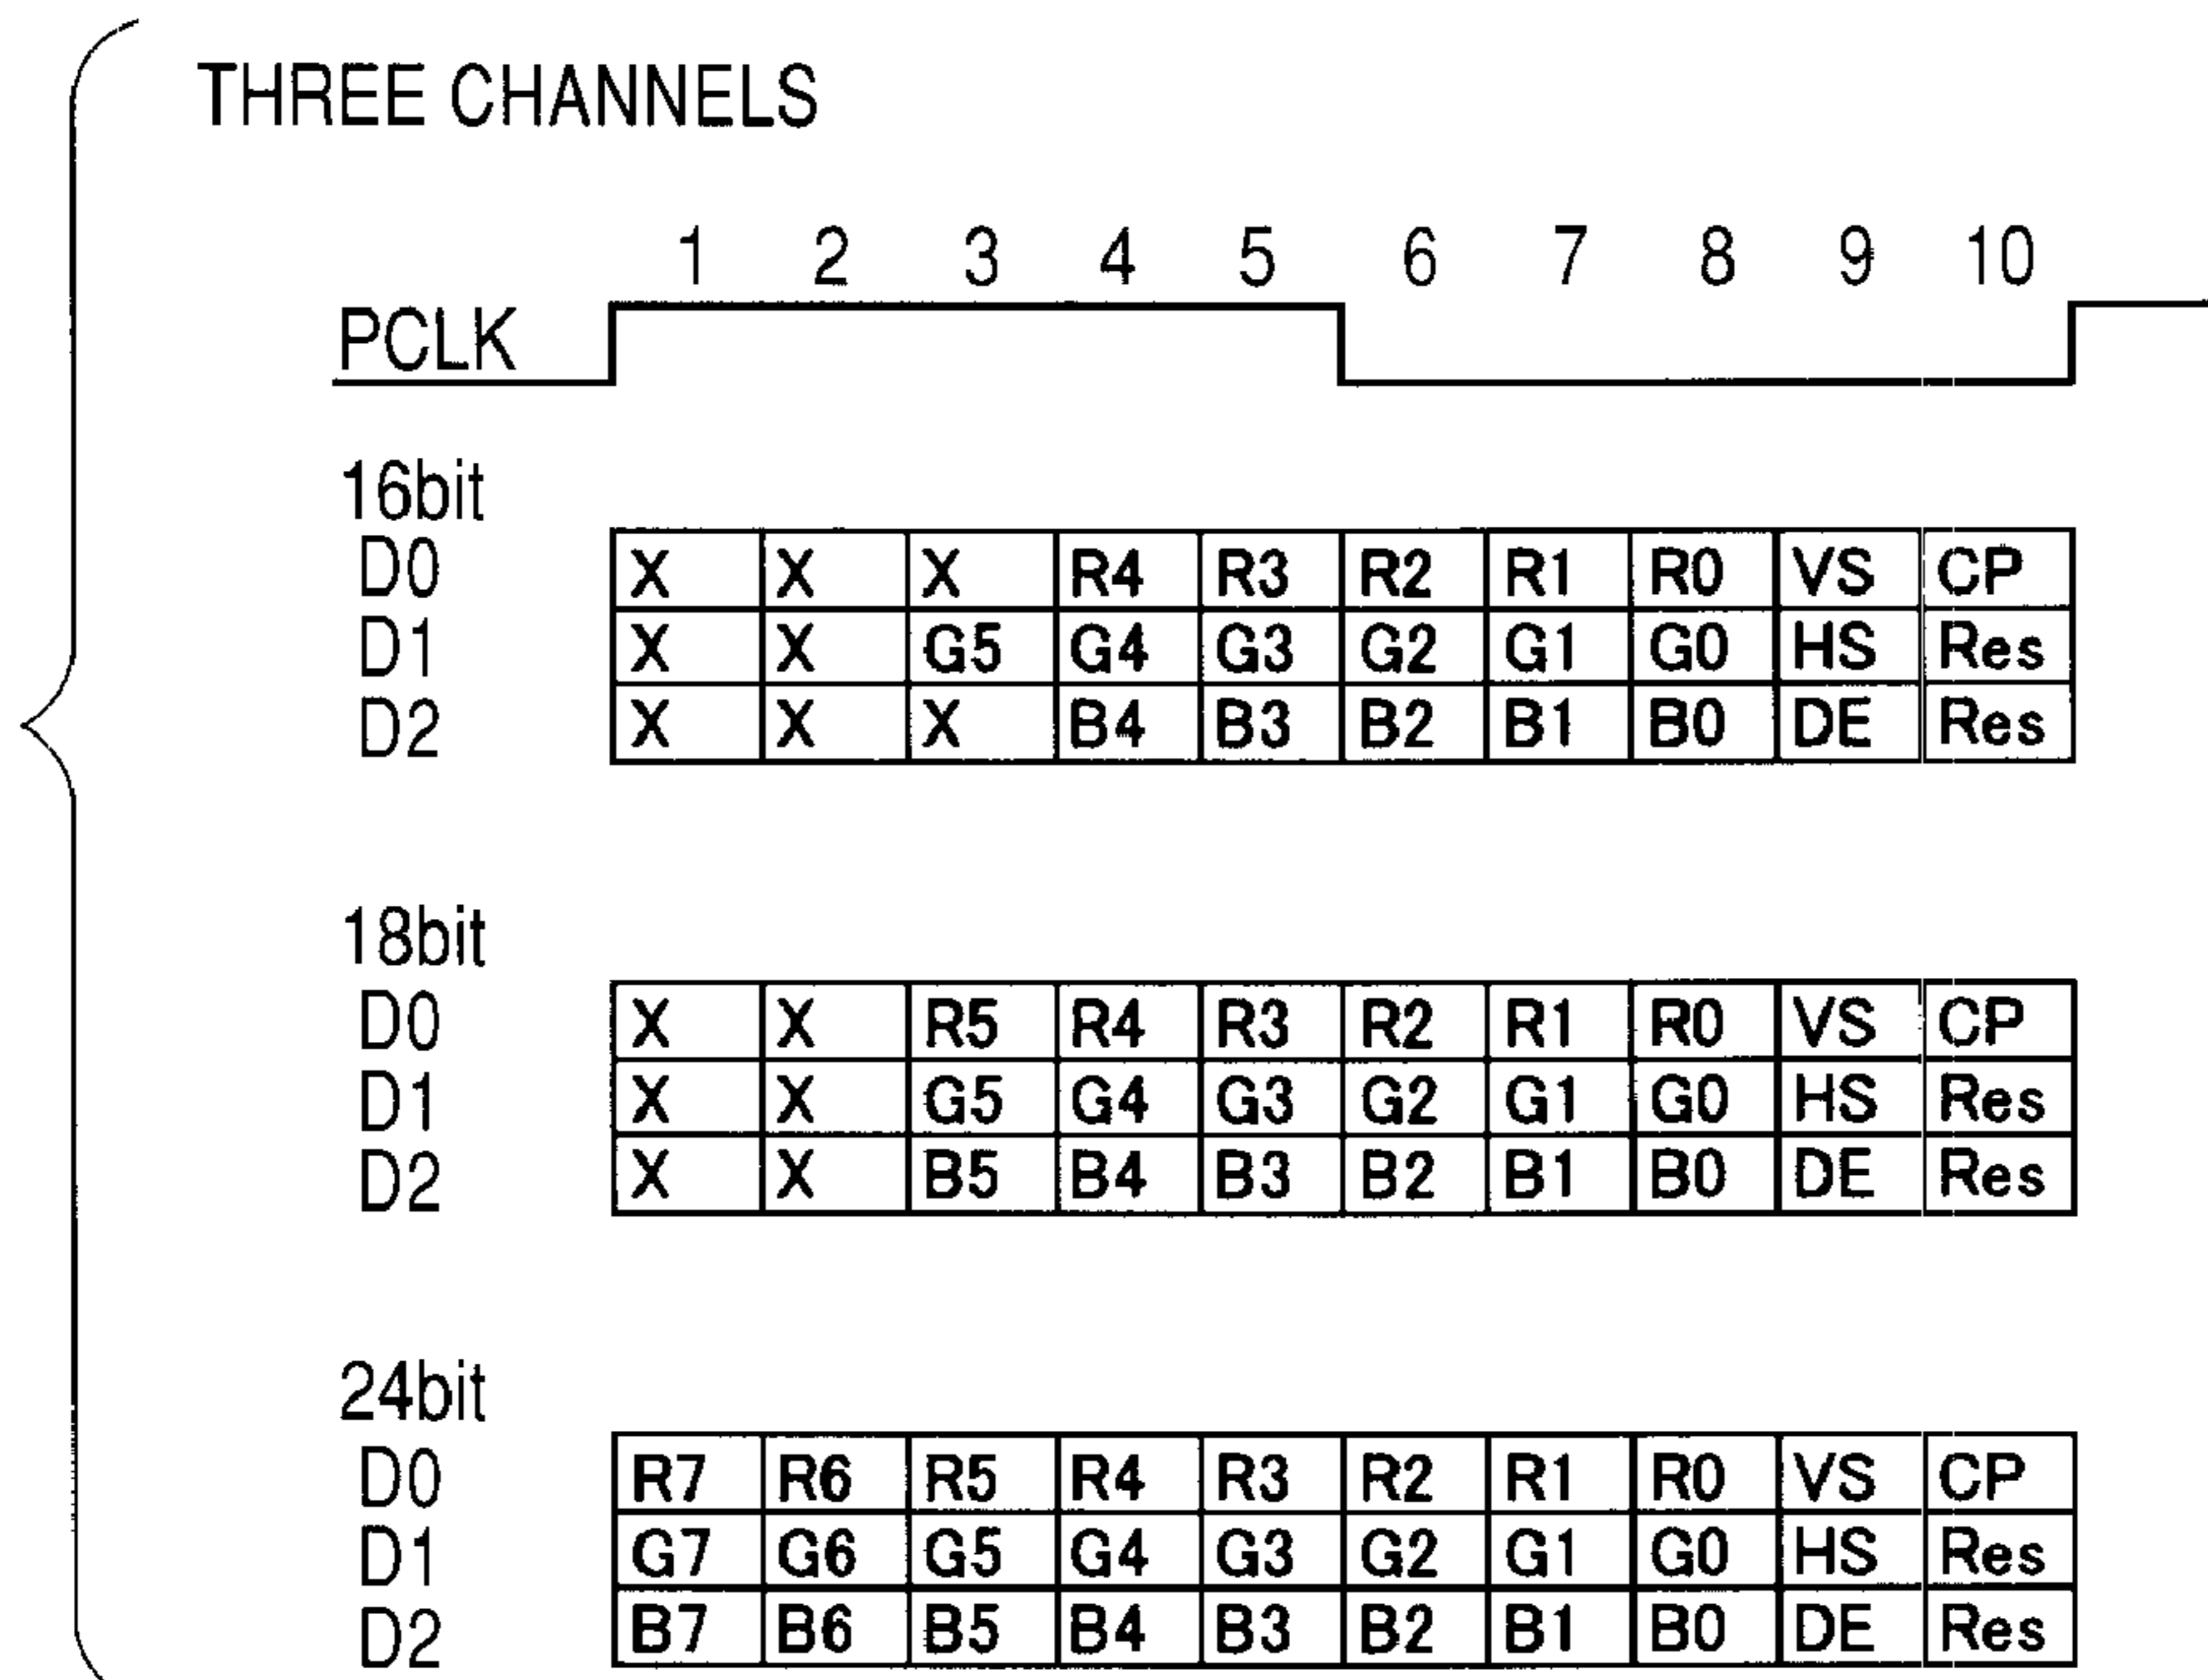 THREE CHANNELS
1 2 3 4 5 6 7 8 9 10
PCLK
16bit
D0 X X X R4 R3 R2 R1 R0 VS CP
D1 X X G5 G4 G3 G2 G1 G0 HS Res
D2 X X X B4 B3 B2 B1 B0 DE Res
18bit
D0 X X R5 R4 R3 R2 R1 R0 VS CP
D1 X X G5 G4 G3 G2 G1 G0 HS Res
D2 X X B5 B4 B3 B2 B1 B0 DE Res
24bit
D0 R7 R6 R5 R4 R3 R2 R1 R0 VS CP
D1 G7 G6 G5 G4 G3 G2 G1 G0 HS Res
D2 B7 B6 B5 B4 B3 B2 B1 B0 DE Res